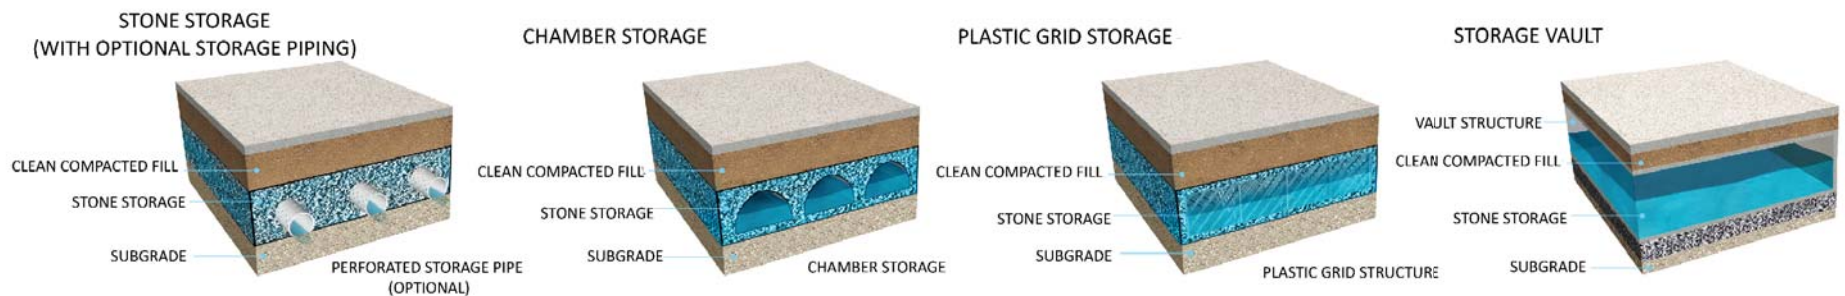 STONE STORAGE
(WITH OPTIONAL STORAGE PIPING)
CLEAN COMPACTED FILL
STONE STORAGE
SUBGRADE
PERFORATED STORAGE PIPE
(OPTIONAL)
CHAMBER STORAGE
CLEAN COMPACTED FILL
STONE STORAGE
SUBGRADE
CHAMBER STORAGE
PLASTIC GRID STORAGE
CLEAN COMPACTED FILL
STONE STORAGE
SUBGRADE
PLASTIC GRID STRUCTURE
STORAGE VAULT
VAULT STRUCTURE
CLEAN COMPACTED FILL
STONE STORAGE
SUBGRADE